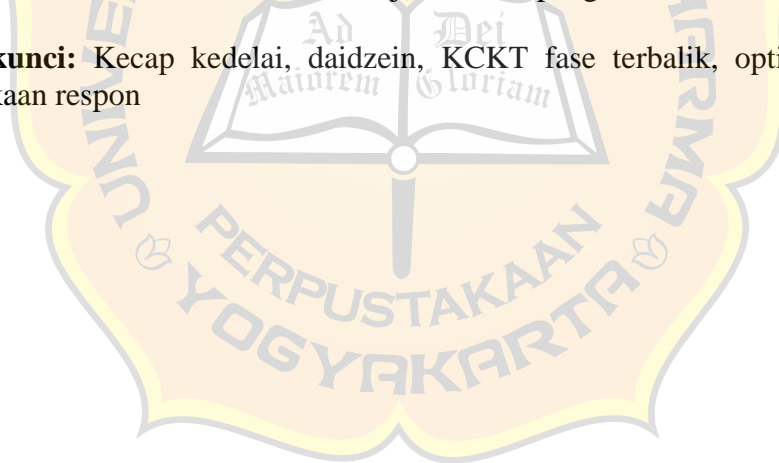 Ad Dei
kunci: Kecap kedelai, daidzein, KCKT fase terbalik, opti
Maiorem Gloriam
kaan respon
PERPUSTAKAAN
YOGYAKARTA